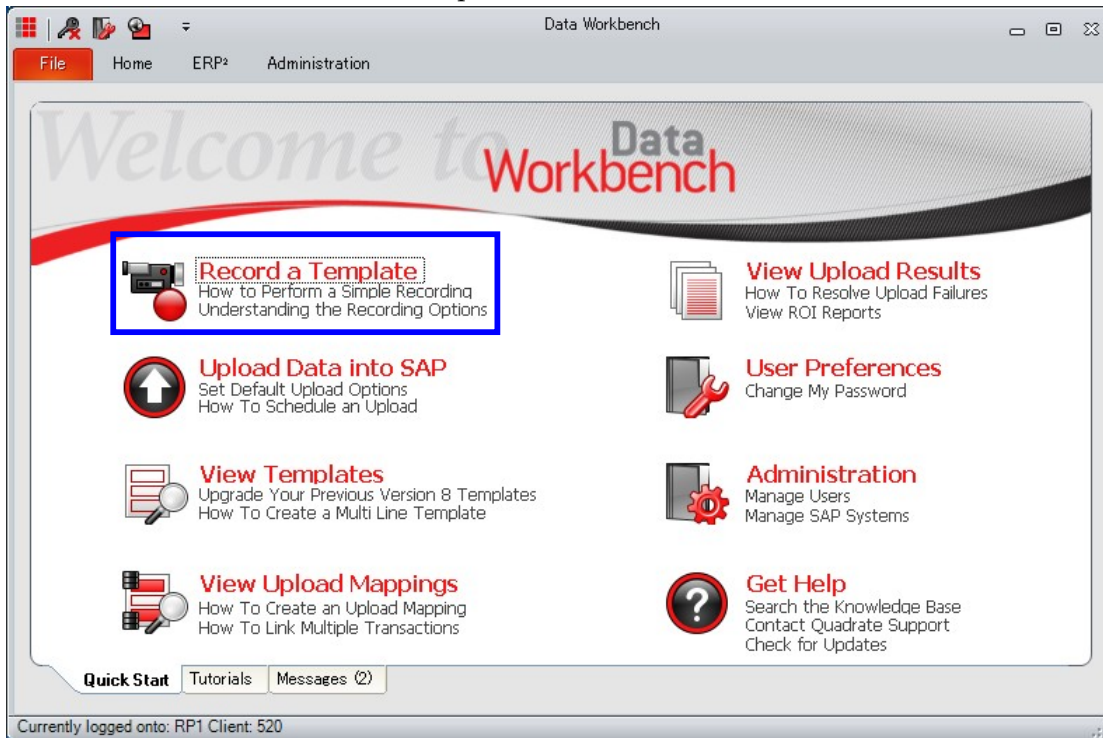 Data Workbench
File Home ERP² Administration
Welcome to Data Workbench
Record a Template
How to Perform a Simple Recording
Understanding the Recording Options
Upload Data into SAP
Set Default Upload Options
How To Schedule an Upload
View Templates
Upgrade Your Previous Version 8 Templates
How To Create a Multi Line Template
View Upload Mappings
How To Create an Upload Mapping
How To Link Multiple Transactions
View Upload Results
How To Resolve Upload Failures
View ROI Reports
User Preferences
Change My Password
Administration
Manage Users
Manage SAP Systems
Get Help
Search the Knowledge Base
Contact Quadrate Support
Check for Updates
Quick Start Tutorials Messages (2)
Currently logged onto: RP1 Client: 520